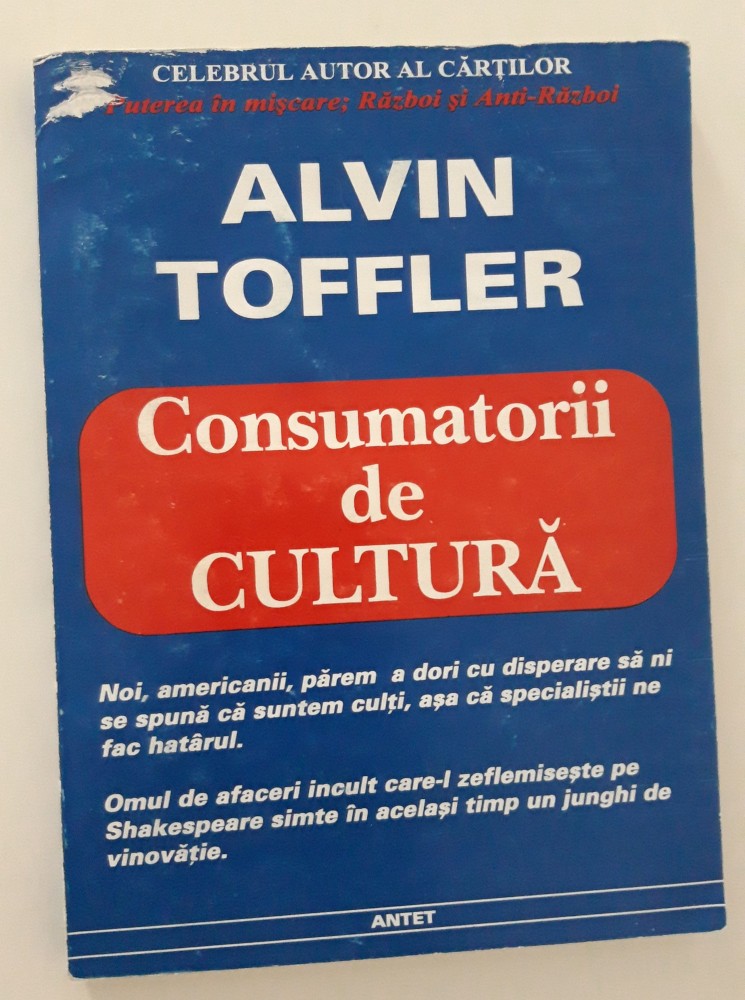 CELEBRUL AUTOR AL CĂRȚILOR
Puterea în mișcare; Război și Anti-Război
ALVIN
TOFFLER
Consumatorii
de
CULTURĂ
Noi, americanii, părem a dori cu disperare să ni
se spună că suntem culți, așa că specialiștii ne
fac hatârul.
Omul de afaceri incult care-l zeflemisește pe
Shakespeare simte în același timp un junghi de
vinovăție.
ANTET